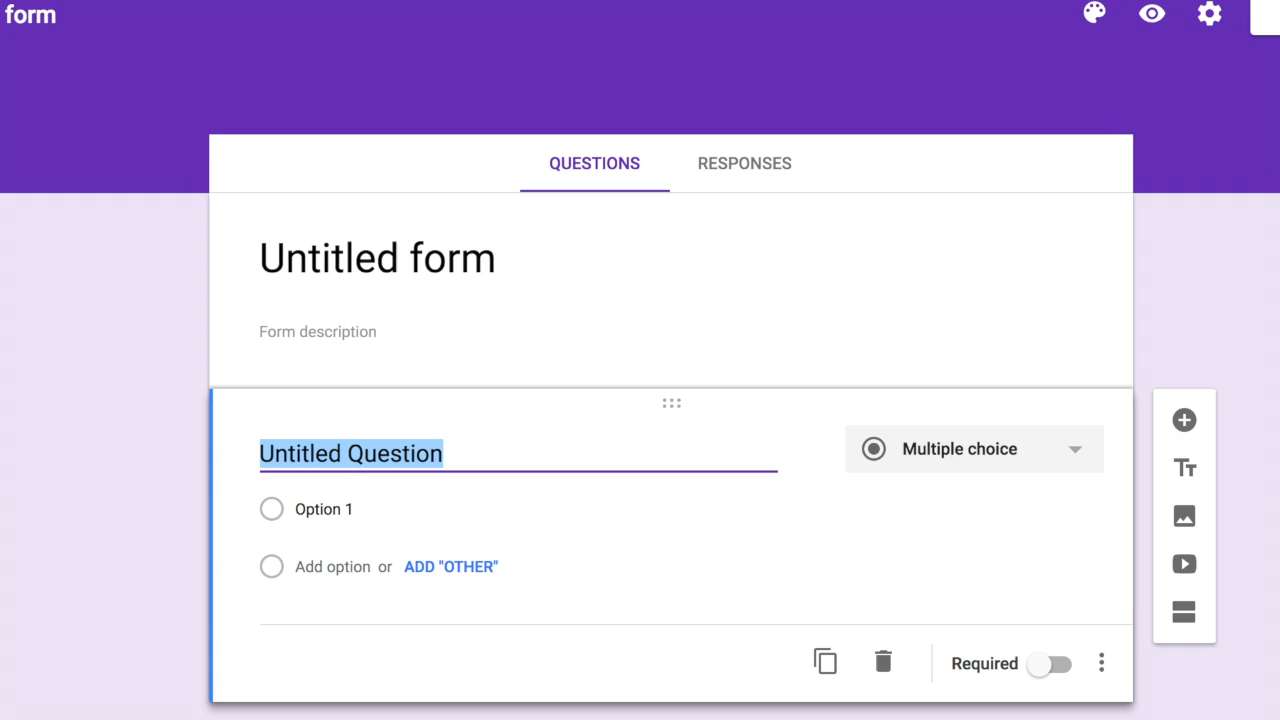 form
QUESTIONS RESPONSES
Untitled form
Form description
Untitled Question
Multiple choice
Option 1
Add option or ADD "OTHER"
Required